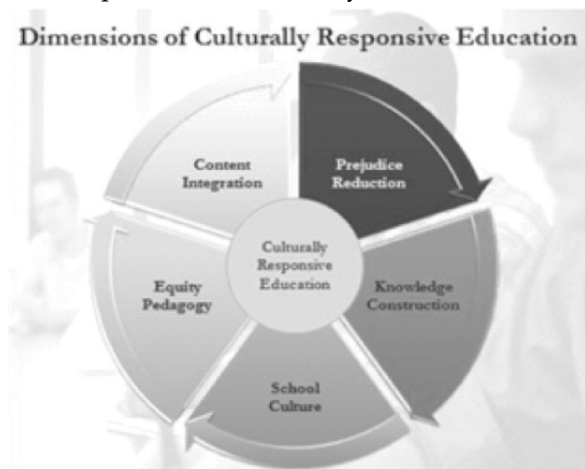 Dimensions of Culturally Responsive Education
Content
Integration
Prejudice
Reduction
Culturally
Responsive
Education
Equity
Pedagogy
Knowledge
Construction
School
Culture